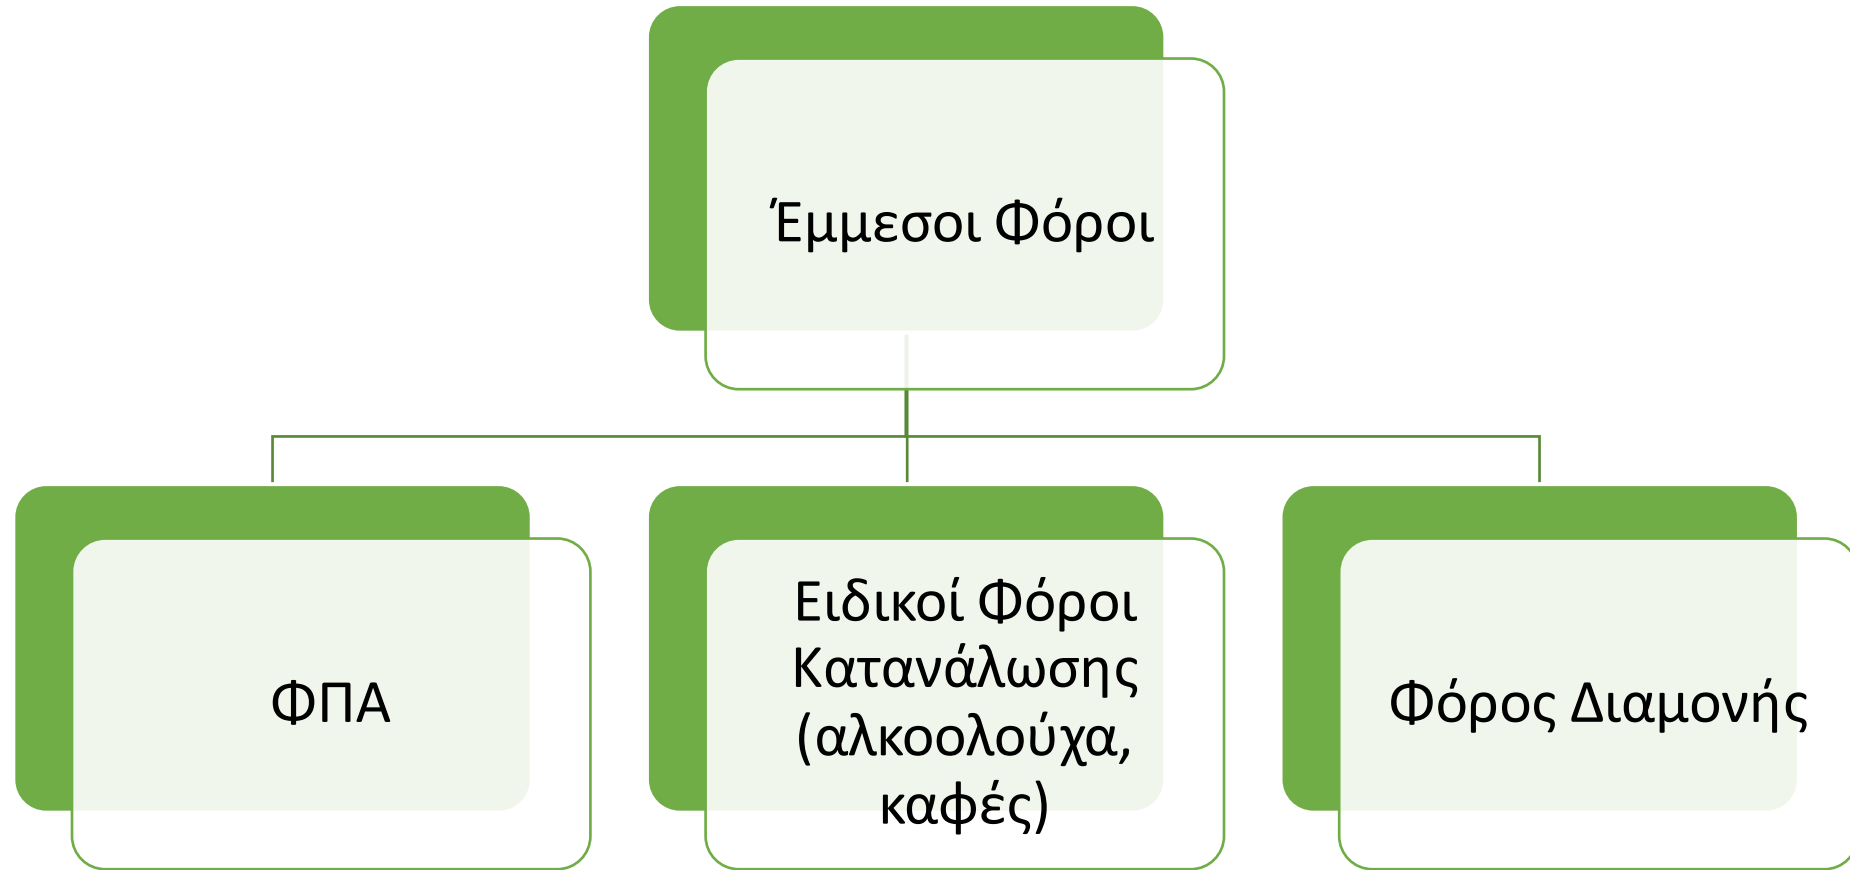 Έμμεσοι Φόροι
ΦΠΑ
Ειδικοί Φόροι
Κατανάλωσης
(αλκοολούχα,
καφές)
Φόρος Διαμονής